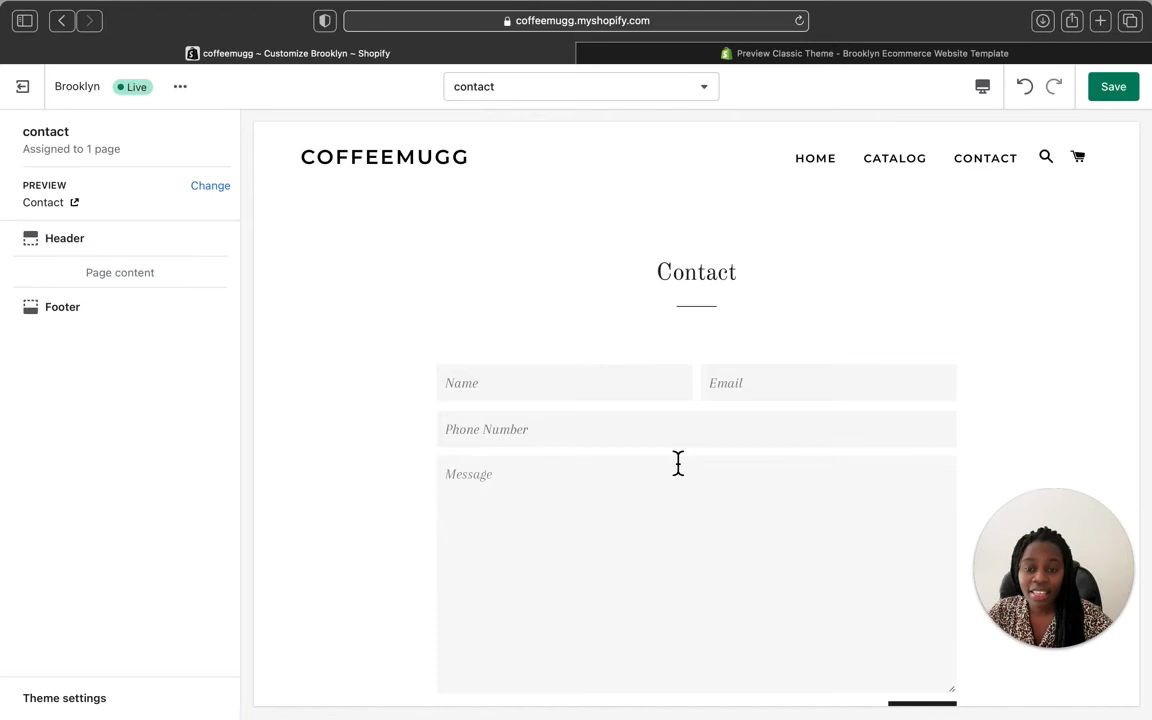 coffeemugg.myshopify.com
coffeemugg ~ Customize Brooklyn ~ Shopify
Preview Classic Theme - Brooklyn Ecommerce Website Template
Brooklyn
Live
contact
Save
contact
Assigned to 1 page
PREVIEW
Change
Contact
Header
Page content
Footer
Theme settings
COFFEEMUGG
HOME
CATALOG
CONTACT
Contact
Name
Email
Phone Number
Message